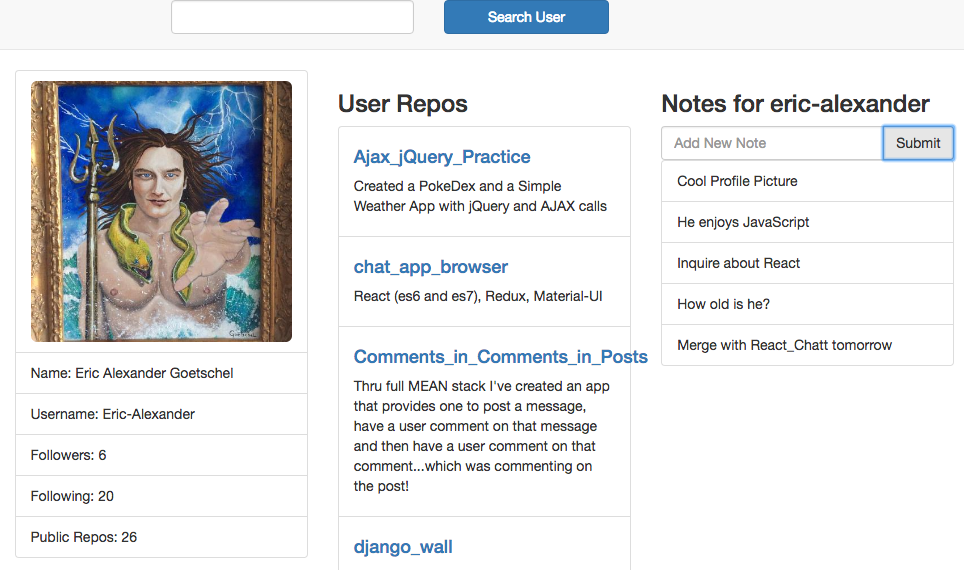 Search User
Name: Eric Alexander Goetschel
Username: Eric-Alexander
Followers: 6
Following: 20
Public Repos: 26
User Repos
Ajax_jQuery_Practice
Created a PokeDex and a Simple
Weather App with jQuery and AJAX calls
chat_app_browser
React (es6 and es7), Redux, Material-UI
Comments_in_Comments_in_Posts
Thru full MEAN stack I've created an app
that provides one to post a message,
have a user comment on that message
and then have a user comment on that
comment...which was commenting on
the post!
django_wall
Notes for eric-alexander
Add New Note
Submit
Cool Profile Picture
He enjoys JavaScript
Inquire about React
How old is he?
Merge with React_Chatt tomorrow